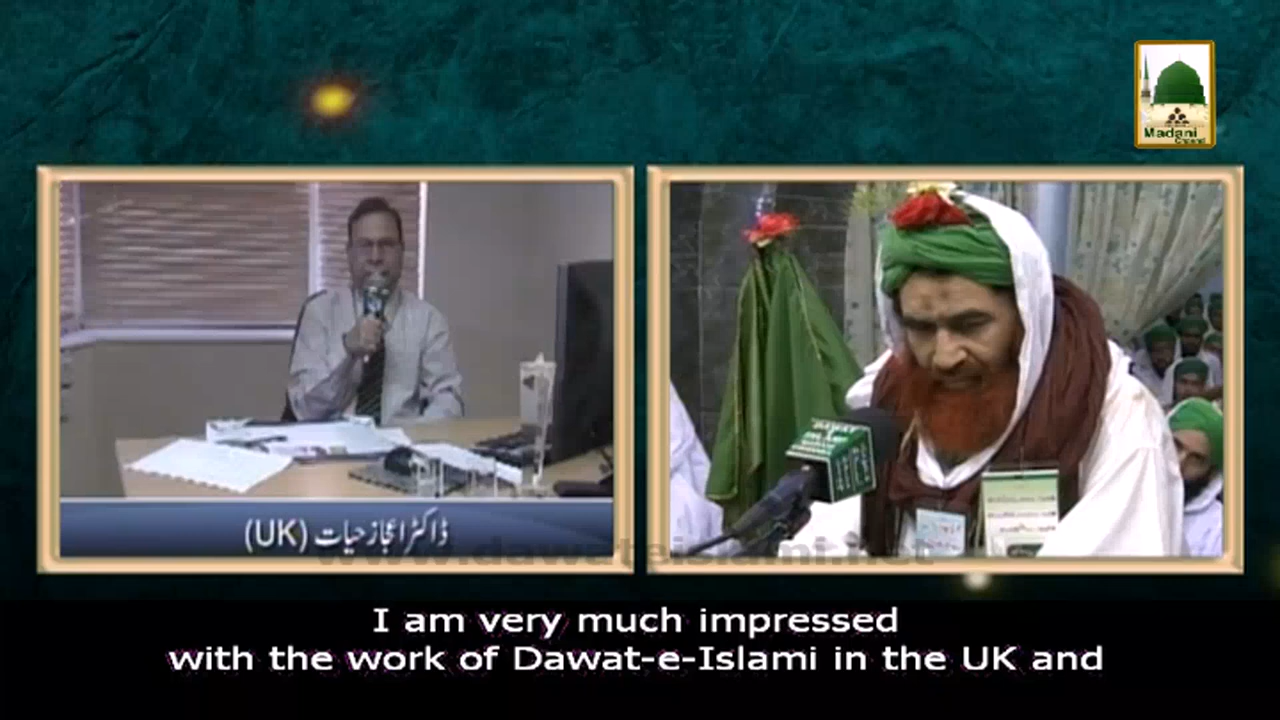 Madani
Channel
ڈاکٹر اعجاز حیات (UK)
www.dawateislami.net
I am very much impressed
with the work of Dawat-e-Islami in the UK and